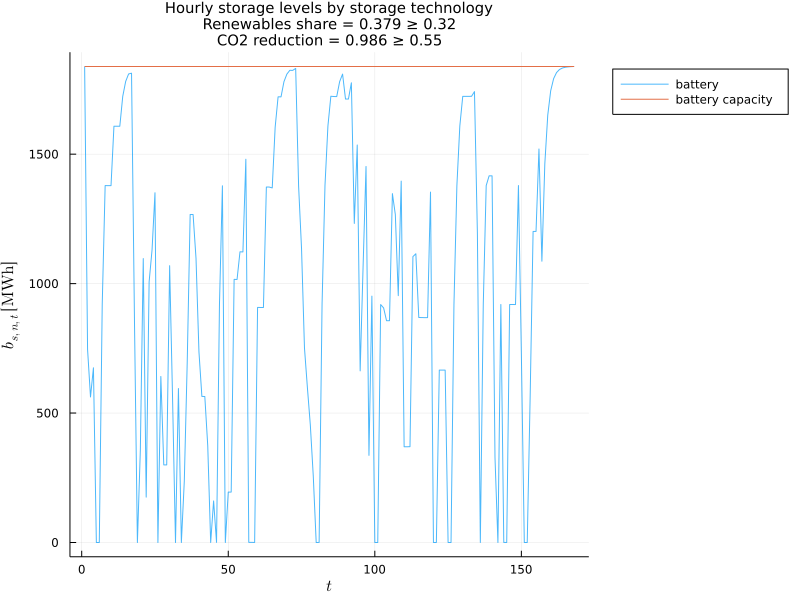 Hourly storage levels by storage technology
Renewables share = 0.379 ≥ 0.32
CO2 reduction = 0.986 ≥ 0.55
battery
battery capacity
1500
1000
500
0
b_{s, n, t} [MWh]
0 50 100 150
t